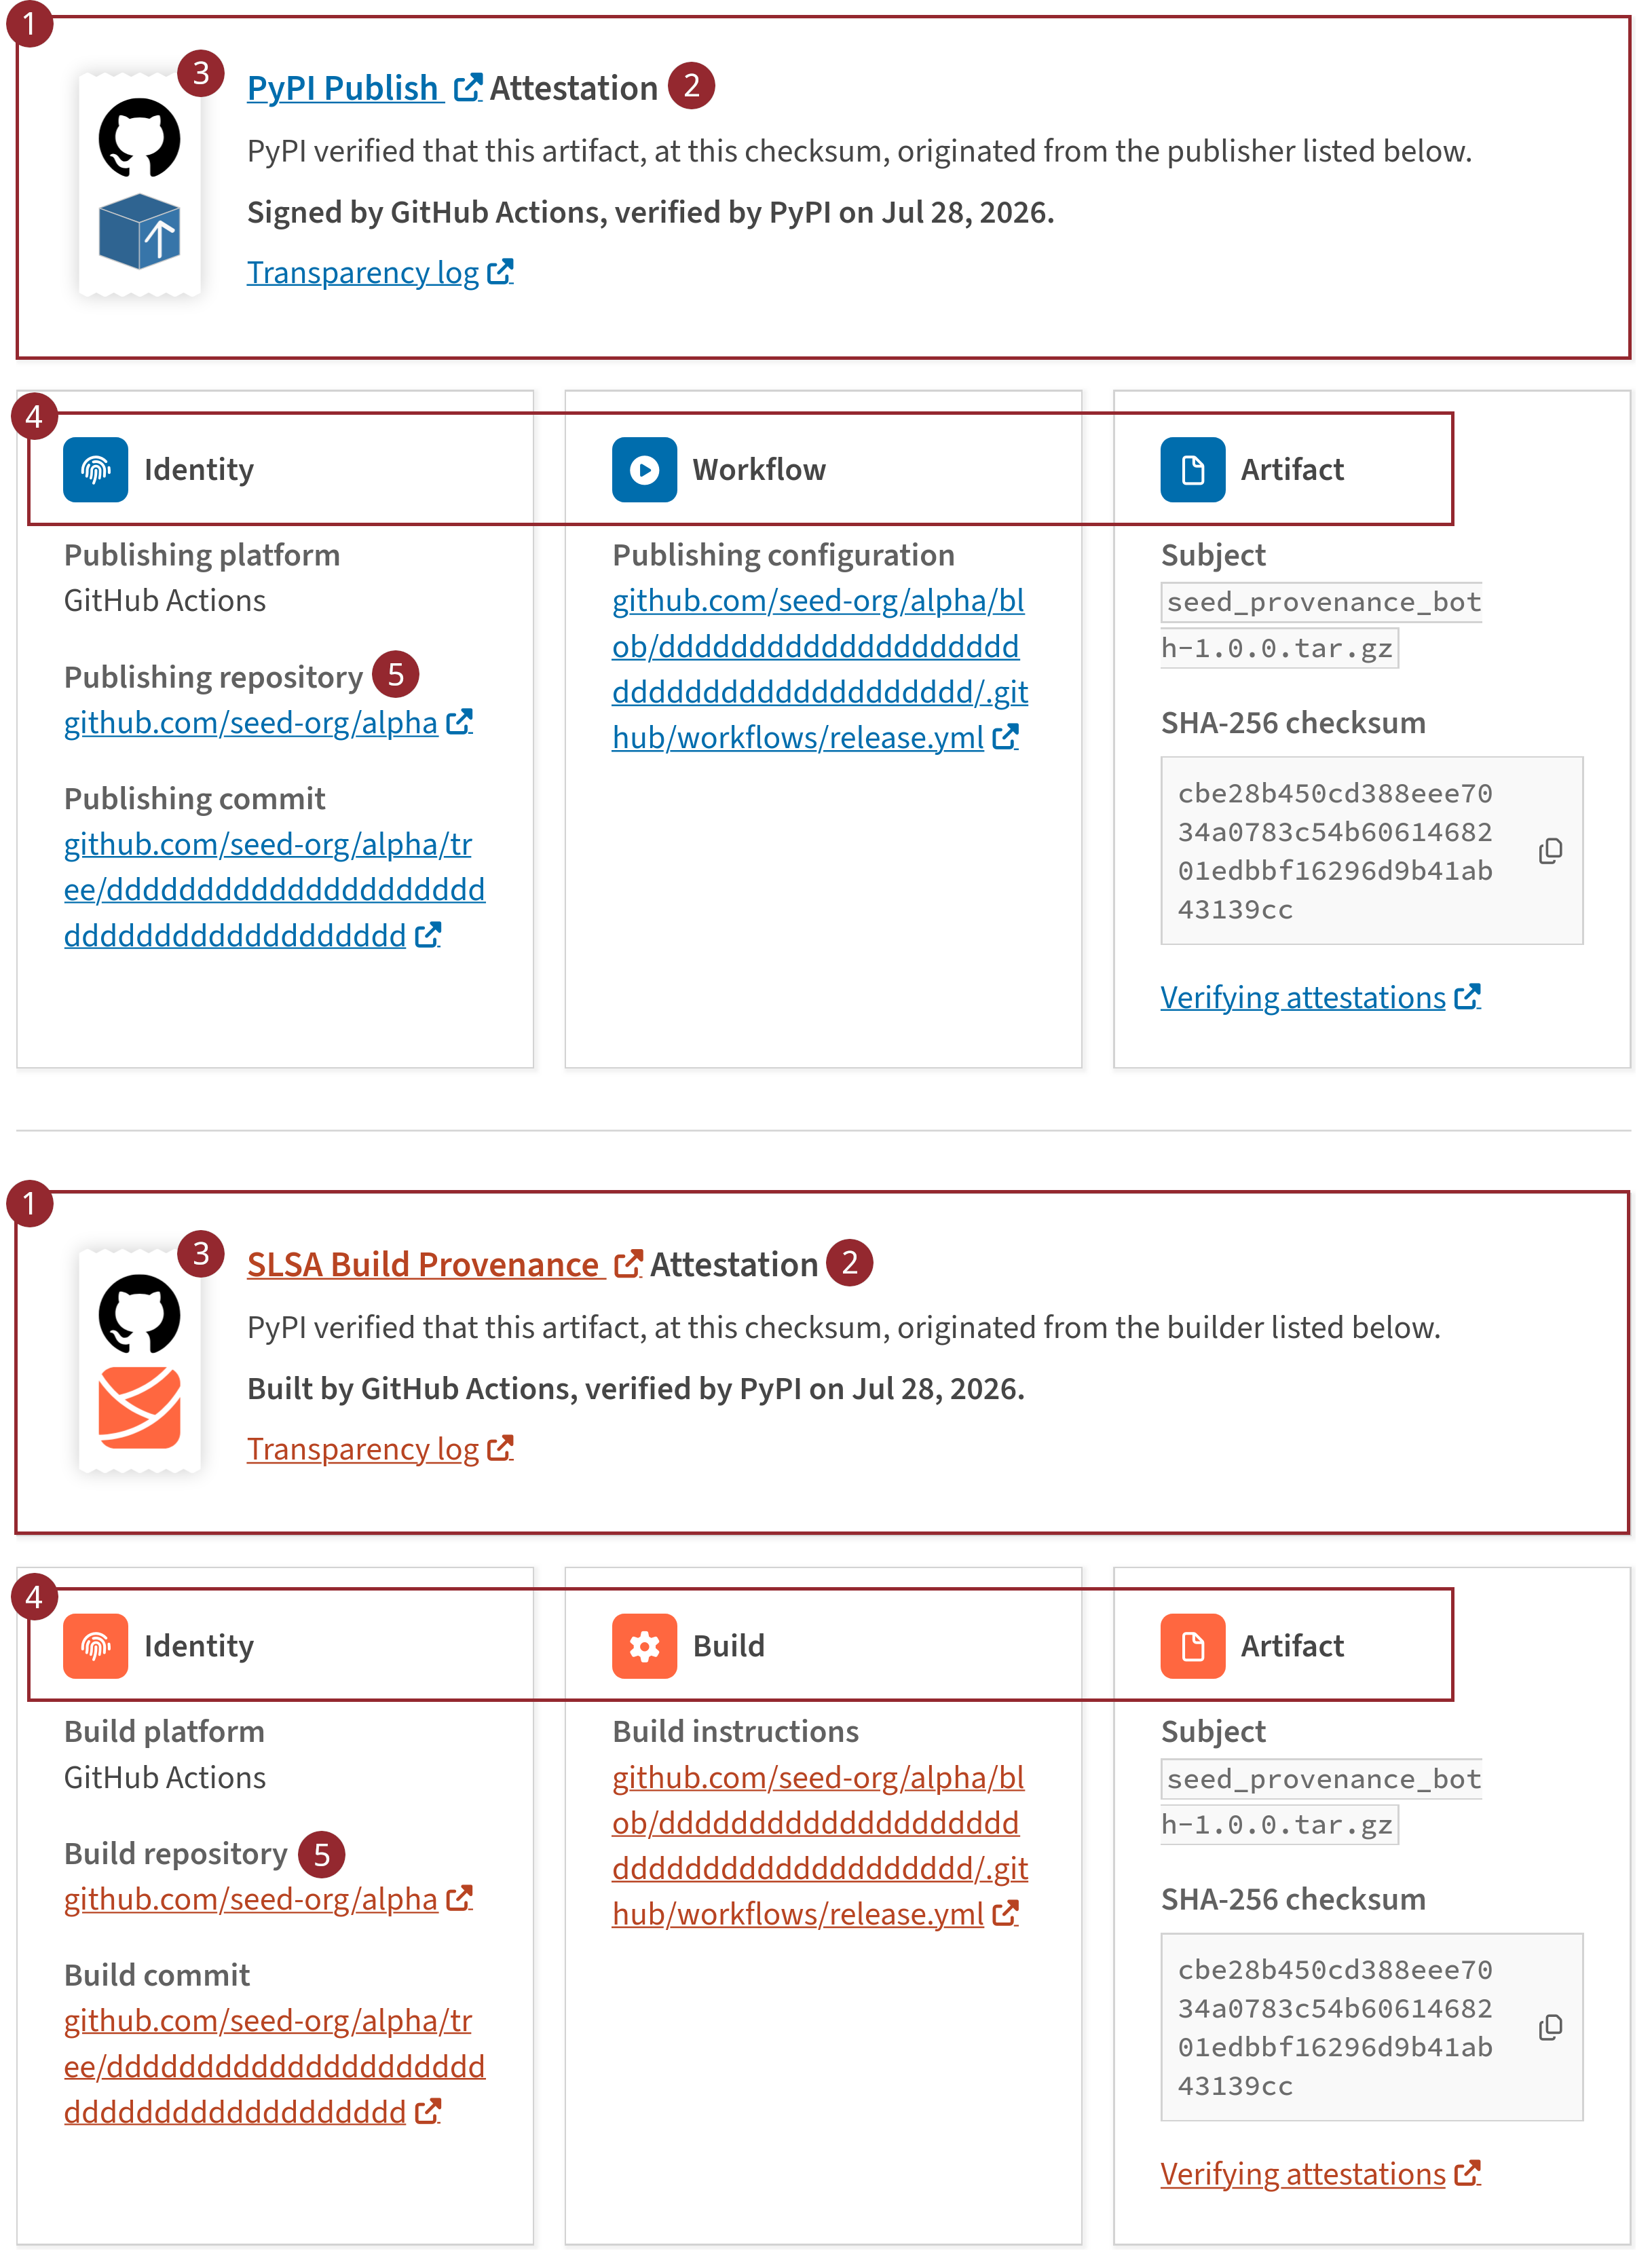 1
3
PyPI Publish Attestation 2
PyPI verified that this artifact, at this checksum, originated from the publisher listed below.
Signed by GitHub Actions, verified by PyPI on Jul 28, 2026.
Transparency log
4
Identity
Publishing platform
GitHub Actions
Publishing repository 5
github.com/seed-org/alpha
Publishing commit
github.com/seed-org/alpha/tr
ee/ddddddddddddddddddddd
ddddddddddddddddddd
Workflow
Publishing configuration
github.com/seed-org/alpha/bl
ob/dddddddddddddddddddd
dddddddddddddddddddd/.git
hub/workflows/release.yml
Artifact
Subject
seed_provenance_bot
h-1.0.0.tar.gz
SHA-256 checksum
cbe28b450cd388eee70
34a0783c54b60614682
01edbbf16296d9b41ab
43139cc
Verifying attestations
1
3
SLSA Build Provenance Attestation 2
PyPI verified that this artifact, at this checksum, originated from the builder listed below.
Built by GitHub Actions, verified by PyPI on Jul 28, 2026.
Transparency log
4
Identity
Build platform
GitHub Actions
Build repository 5
github.com/seed-org/alpha
Build commit
github.com/seed-org/alpha/tr
ee/ddddddddddddddddddddd
ddddddddddddddddddd
Build
Build instructions
github.com/seed-org/alpha/bl
ob/dddddddddddddddddddd
dddddddddddddddddddd/.git
hub/workflows/release.yml
Artifact
Subject
seed_provenance_bot
h-1.0.0.tar.gz
SHA-256 checksum
cbe28b450cd388eee70
34a0783c54b60614682
01edbbf16296d9b41ab
43139cc
Verifying attestations